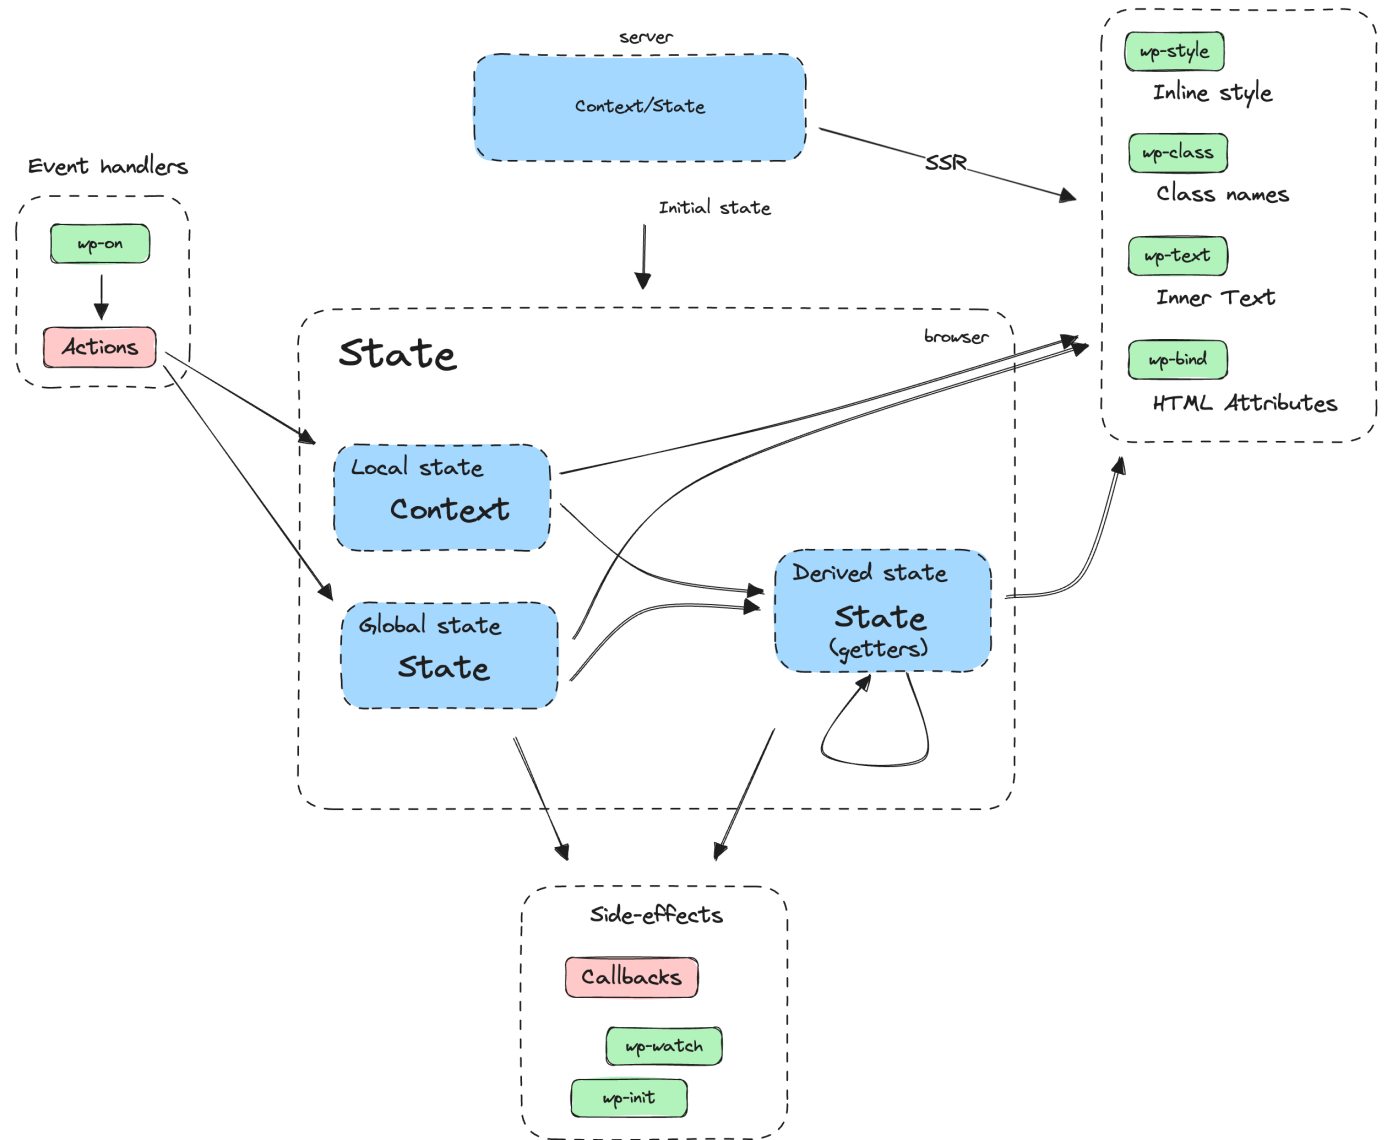 server
Context/State
SSR
Initial state
Event handlers
wp-on
Actions
wp-style
Inline style
wp-class
Class names
wp-text
Inner Text
wp-bind
HTML Attributes
State
browser
Local state
Context
Global state
State
Derived state
State
(getters)
Side-effects
Callbacks
wp-watch
wp-init